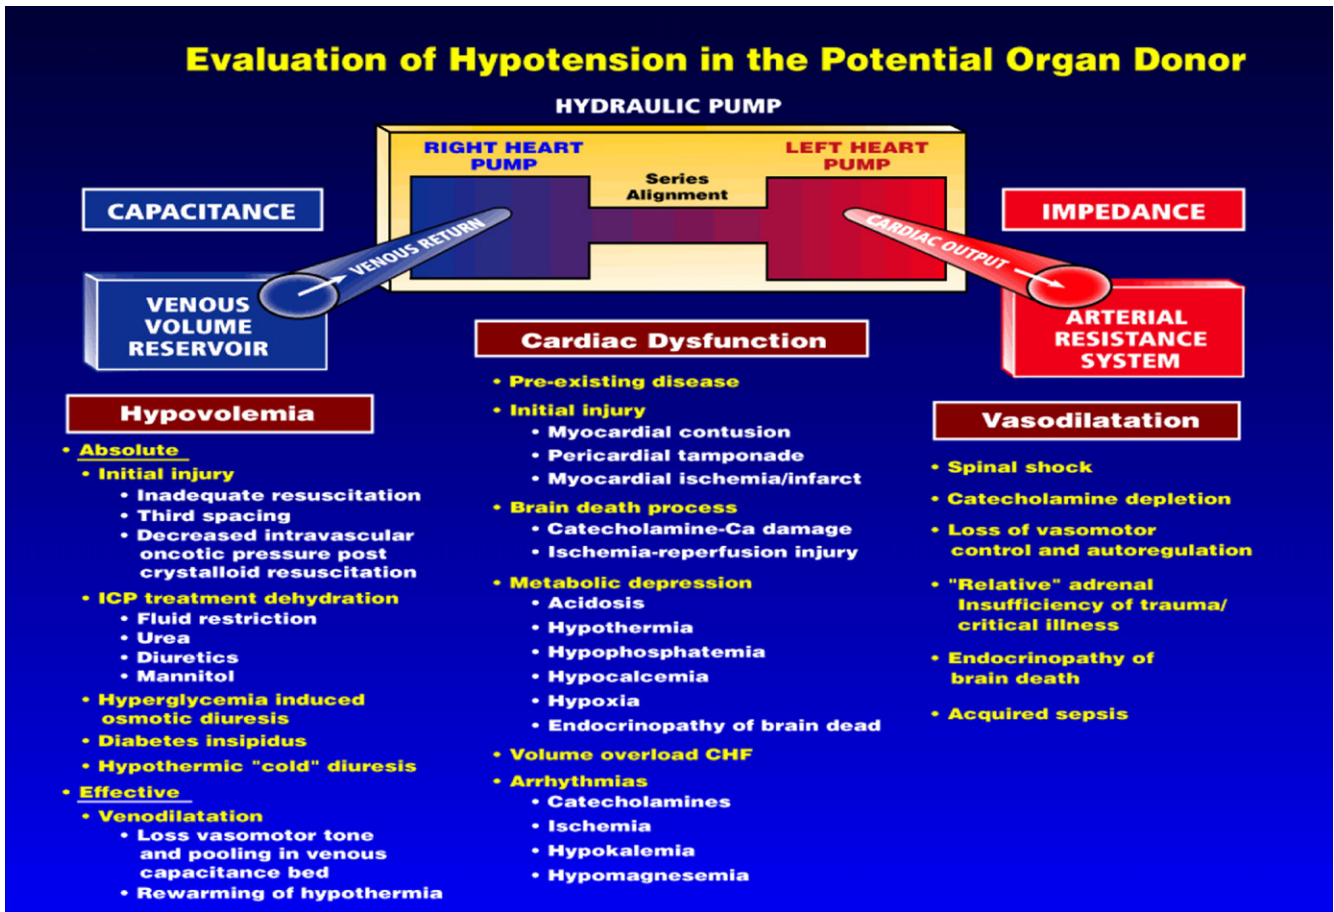 Evaluation of Hypotension in the Potential Organ Donor
HYDRAULIC PUMP
RIGHT HEART
PUMP
Series
Alignment
LEFT HEART
PUMP
CAPACITANCE
VENOUS RETURN
VENOUS
VOLUME
RESERVOIR
CARDIAC OUTPUT
IMPEDANCE
ARTERIAL
RESISTANCE
SYSTEM
Hypovolemia
• Absolute
• Initial injury
• Inadequate resuscitation
• Third spacing
• Decreased intravascular
oncotic pressure post
crystalloid resuscitation
• ICP treatment dehydration
• Fluid restriction
• Urea
• Diuretics
• Mannitol
• Hyperglycemia induced
osmotic diuresis
• Diabetes insipidus
• Hypothermic "cold" diuresis
• Effective
• Venodilatation
• Loss vasomotor tone
and pooling in venous
capacitance bed
• Rewarming of hypothermia
Cardiac Dysfunction
• Pre-existing disease
• Initial injury
• Myocardial contusion
• Pericardial tamponade
• Myocardial ischemia/infarct
• Brain death process
• Catecholamine-Ca damage
• Ischemia-reperfusion injury
• Metabolic depression
• Acidosis
• Hypothermia
• Hypophosphatemia
• Hypocalcemia
• Hypoxia
• Endocrinopathy of brain dead
• Volume overload CHF
• Arrhythmias
• Catecholamines
• Ischemia
• Hypokalemia
• Hypomagnesemia
Vasodilatation
• Spinal shock
• Catecholamine depletion
• Loss of vasomotor
control and autoregulation
• "Relative" adrenal
Insufficiency of trauma/
critical illness
• Endocrinopathy of
brain death
• Acquired sepsis